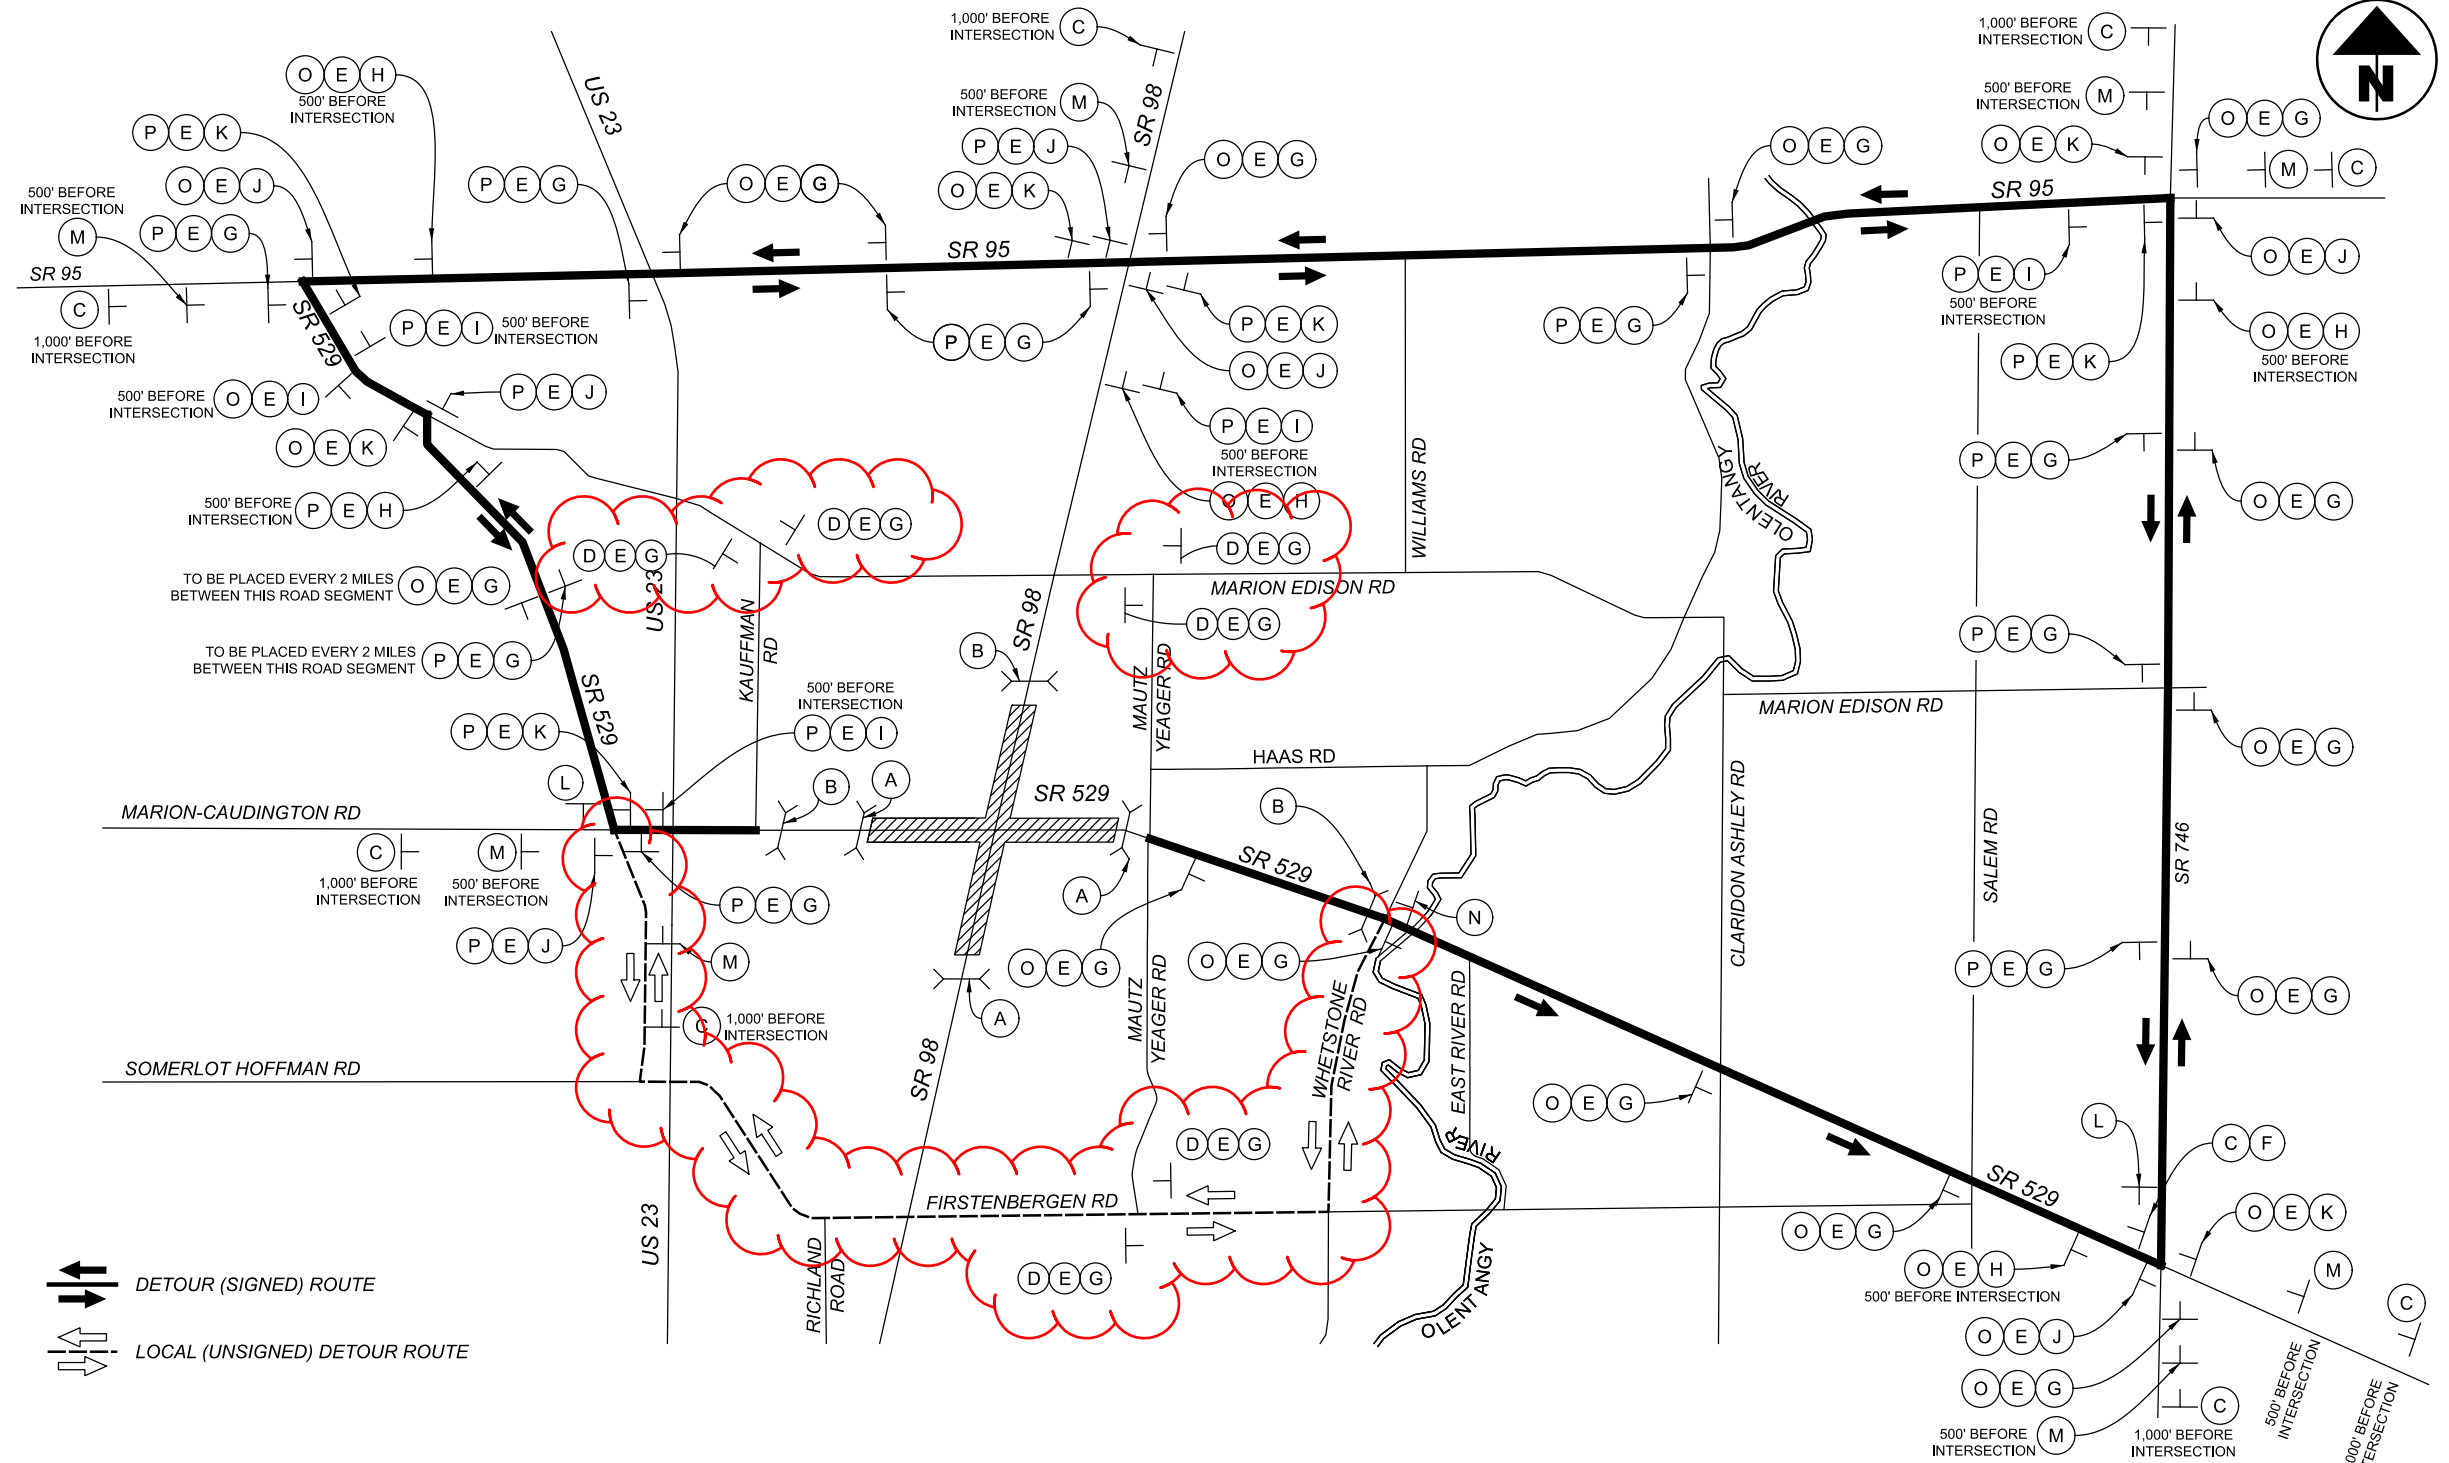 1,000' BEFORE
INTERSECTION
C
1,000' BEFORE
INTERSECTION
C
N
US 23
O E H
500' BEFORE
INTERSECTION
500' BEFORE
INTERSECTION
M
SR 98
500' BEFORE
INTERSECTION
M
O E G
P E K
P E J
O E G
O E G
O E K
M
C
500' BEFORE
INTERSECTION
M
O E J
P E G
P E G
O E G
O E K
SR 95
SR 95
SR 95
O E J
SR 95
C
1,000' BEFORE
INTERSECTION
SR 529
P E I
500' BEFORE
INTERSECTION
P E G
P E K
O E J
P E G
P E I
500' BEFORE
INTERSECTION
P E K
O E H
500' BEFORE
INTERSECTION
500' BEFORE
INTERSECTION
O E I
P E J
O E K
P E I
500' BEFORE
INTERSECTION
O E H
WILLIAMS RD
OLENTANGY
RIVER
P E G
O E G
500' BEFORE
INTERSECTION
P E H
D E G
D E G
D E G
TO BE PLACED EVERY 2 MILES
BETWEEN THIS ROAD SEGMENT
O E G
US 23
KAUFFMAN
RD
SR 98
MARION EDISON RD
D E G
P E G
TO BE PLACED EVERY 2 MILES
BETWEEN THIS ROAD SEGMENT
P E G
B
MAUTZ
YEAGER RD
SR 529
500' BEFORE
INTERSECTION
P E I
P E K
MARION EDISON RD
O E G
HAAS RD
L
B
A
SR 529
B
MARION-CAUDINGTON RD
C
1,000' BEFORE
INTERSECTION
M
500' BEFORE
INTERSECTION
SR 529
CLARIDON ASHLEY RD
SALEM RD
SR 746
P E G
A
N
P E J
M
O E G
O E G
P E G
O E G
C
1,000' BEFORE
INTERSECTION
A
MAUTZ
YEAGER RD
WHETSTONE
RIVER RD
EAST RIVER RD
SOMERLOT HOFFMAN RD
SR 98
O E G
D E G
RIVER
L
C F
FIRSTENBERGEN RD
SR 529
O E K
O E G
US 23
RICHLAND
ROAD
D E G
OLENTANGY
O E H
500' BEFORE INTERSECTION
M
C
DETOUR (SIGNED) ROUTE
O E J
LOCAL (UNSIGNED) DETOUR ROUTE
O E G
C
500' BEFORE
INTERSECTION
M
1,000' BEFORE
INTERSECTION
500' BEFORE
INTERSECTION